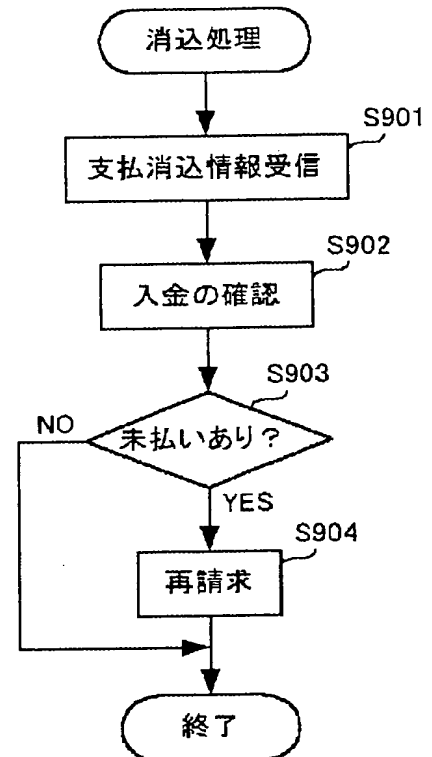 消込処理
S901
支払消込情報受信
S902
入金の確認
S903
NO
未払いあり?
YES
S904
再請求
終了